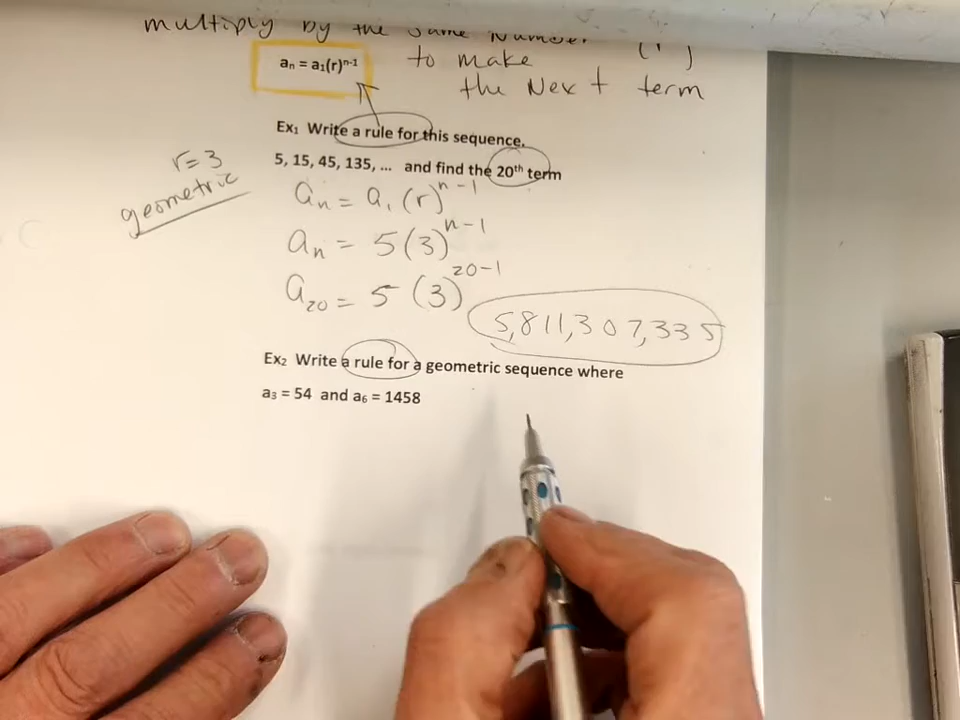 multiply by the same number (r)
to make
the Next term
aₙ = a₁(r)ⁿ⁻¹
Ex₁ Write a rule for this sequence.
5, 15, 45, 135, ... and find the 20ᵗʰ term
r=3
geometric
aₙ = a₁ (r)ⁿ⁻¹
aₙ = 5(3)ⁿ⁻¹
a₂₀ = 5 (3)²⁰⁻¹
5,811,307,335
Ex₂ Write a rule for a geometric sequence where
a₃ = 54 and a₆ = 1458